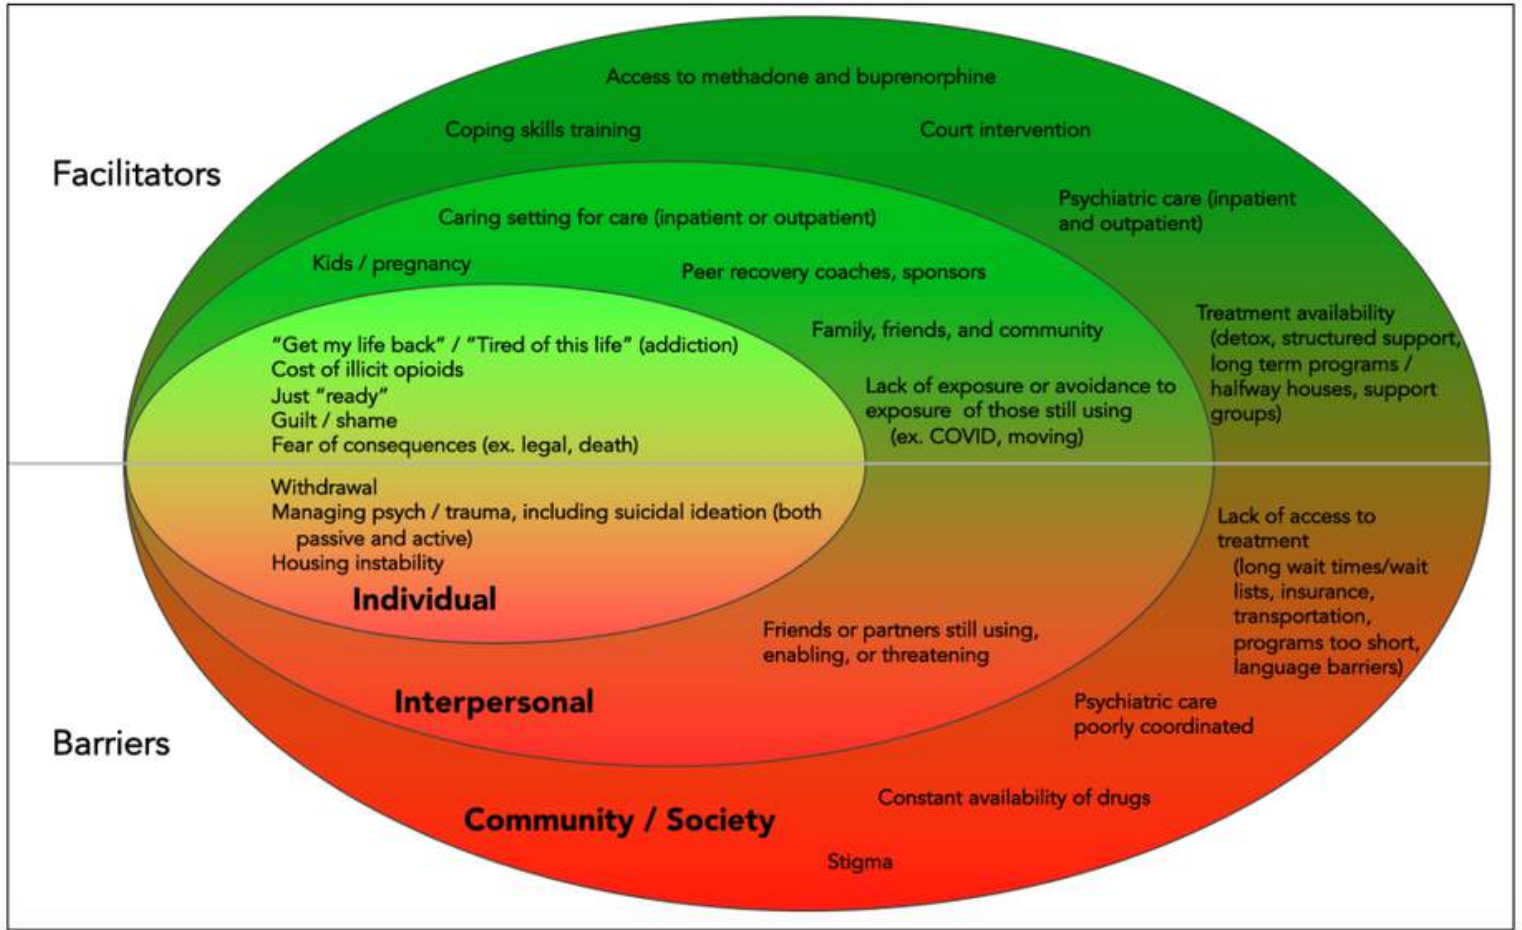 Access to methadone and buprenorphine
Coping skills training
Court intervention
Facilitators
Psychiatric care (inpatient
and outpatient)
Caring setting for care (inpatient or outpatient)
Kids / pregnancy
Peer recovery coaches, sponsors
Treatment availability
(detox, structured support,
long term programs /
halfway houses, support
groups)
Family, friends, and community
"Get my life back" / "Tired of this life" (addiction)
Cost of illicit opioids
Just "ready"
Guilt / shame
Fear of consequences (ex. legal, death)
Lack of exposure or avoidance to
exposure of those still using
(ex. COVID, moving)
Withdrawal
Managing psych / trauma, including suicidal ideation (both
passive and active)
Housing instability
Individual
Lack of access to
treatment
(long wait times/wait
lists, insurance,
transportation,
programs too short,
language barriers)
Friends or partners still using,
enabling, or threatening
Interpersonal
Psychiatric care
poorly coordinated
Barriers
Constant availability of drugs
Community / Society
Stigma